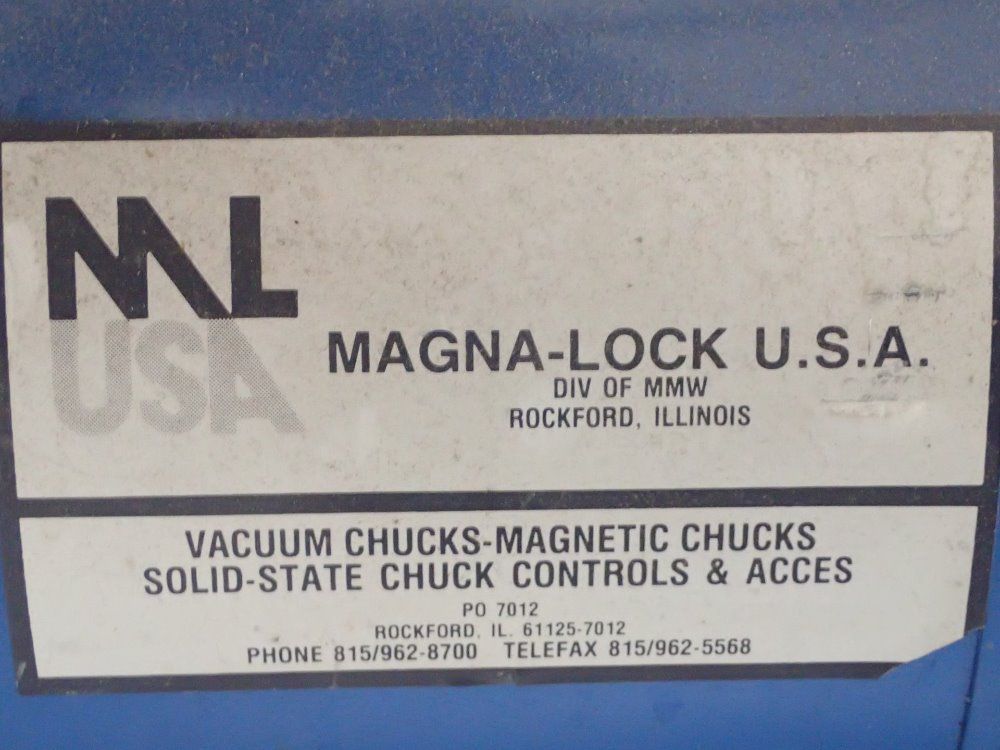 ML
USA
MAGNA-LOCK U.S.A.
DIV OF MMW
ROCKFORD, ILLINOIS
VACUUM CHUCKS-MAGNETIC CHUCKS
SOLID-STATE CHUCK CONTROLS & ACCES
PO 7012
ROCKFORD, IL. 61125-7012
PHONE 815/962-8700 TELEFAX 815/962-5568